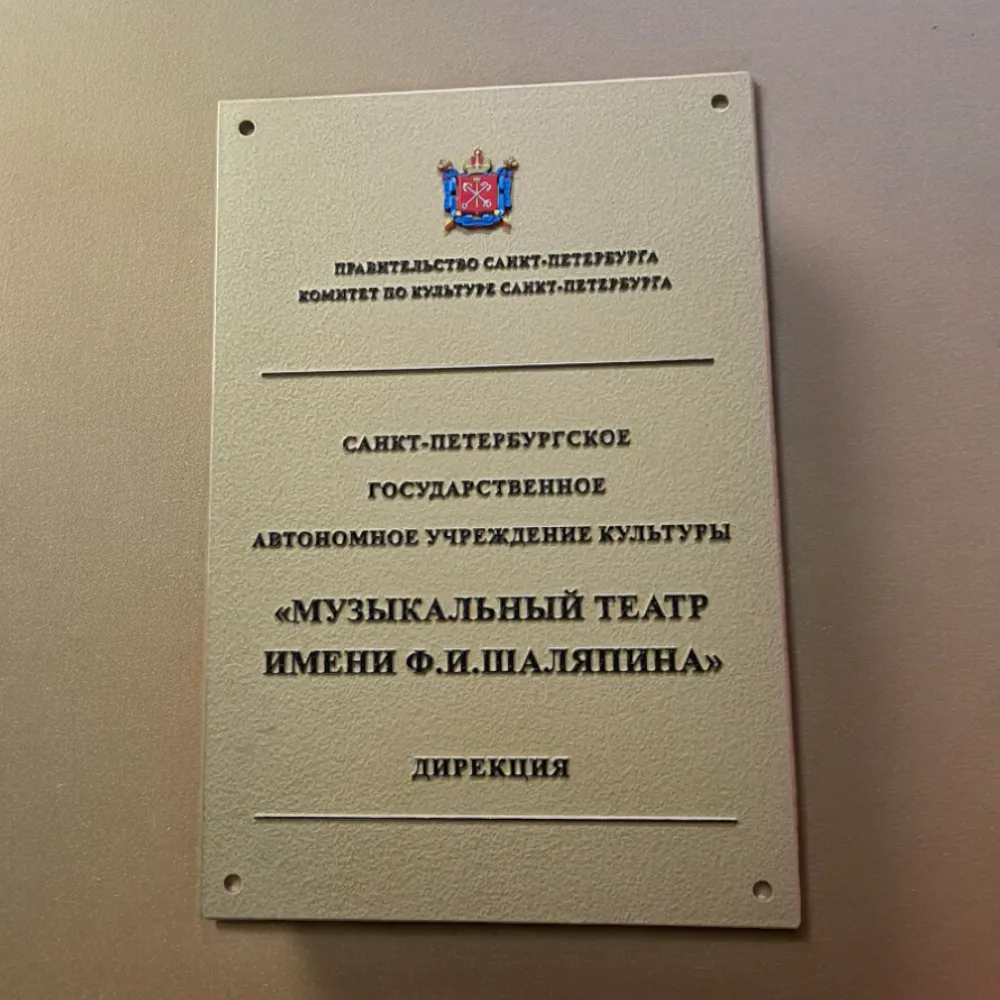 ПРАВИТЕЛЬСТВО САНКТ-ПЕТЕРБУРГА
КОМИТЕТ ПО КУЛЬТУРЕ САНКТ-ПЕТЕРБУРГА
САНКТ-ПЕТЕРБУРГСКОЕ
ГОСУДАРСТВЕННОЕ
АВТОНОМНОЕ УЧРЕЖДЕНИЕ КУЛЬТУРЫ
«МУЗЫКАЛЬНЫЙ ТЕАТР
ИМЕНИ Ф.И.ШАЛЯПИНА»
ДИРЕКЦИЯ